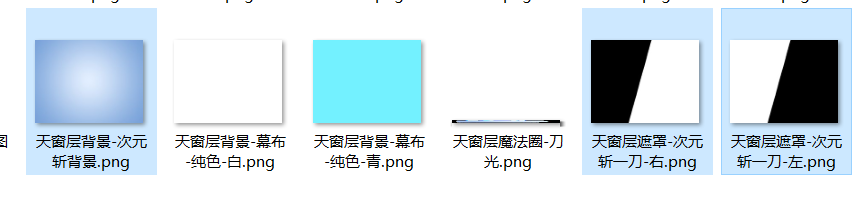 图
天窗层背景-次元
斩背景.png
天窗层背景-幕布
-纯色-白.png
天窗层背景-幕布
-纯色-青.png
天窗层魔法圈-刀
光.png
天窗层遮罩-次元
斩一刀-右.png
天窗层遮罩-次元
斩一刀-左.png